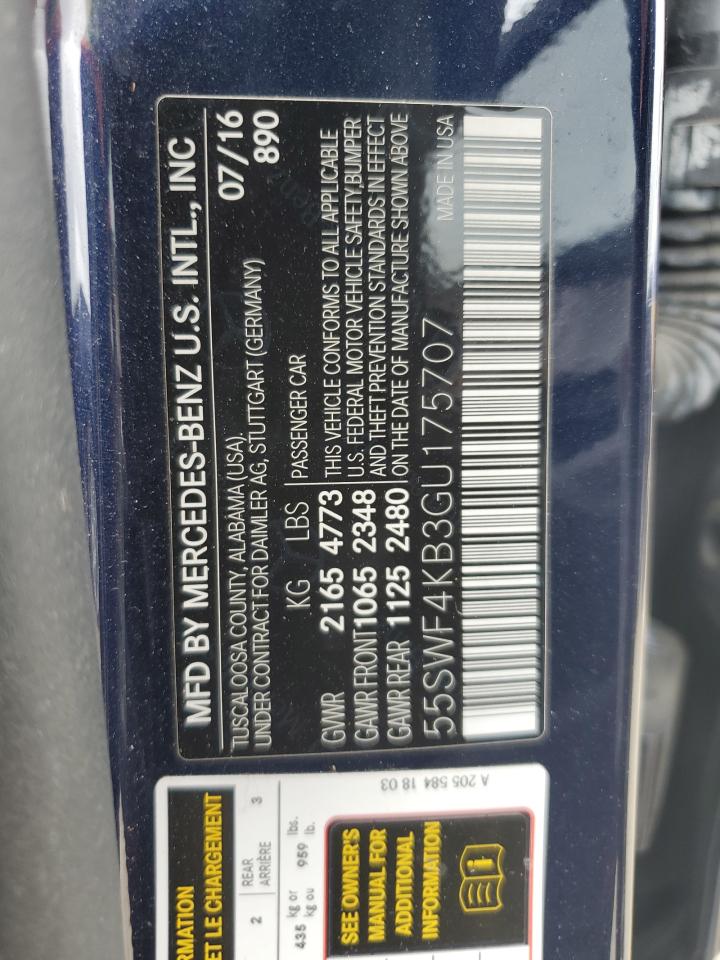 MFD BY MERCEDES-BENZ U.S. INTL., INC
TUSCALOOSA COUNTY, ALABAMA (USA), 07/16
UNDER CONTRACT FOR DAIMLER AG, STUTTGART (GERMANY) 890
KG LBS PASSENGER CAR
GVWR 2165 4773 THIS VEHICLE CONFORMS TO ALL APPLICABLE
GAWR FRONT 1065 2348 U.S. FEDERAL MOTOR VEHICLE SAFETY, BUMPER
GAWR REAR 1125 2480 AND THEFT PREVENTION STANDARDS IN EFFECT
ON THE DATE OF MANUFACTURE SHOWN ABOVE
55SWF4KB3GU175707 MADE IN USA
ET LE CHARGEMENT
2 REAR 3
ARRIÈRE
435 kg or 959 lbs.
kg ou lb.
SEE OWNER'S
MANUAL FOR
ADDITIONAL
INFORMATION
A 205 584 18 03